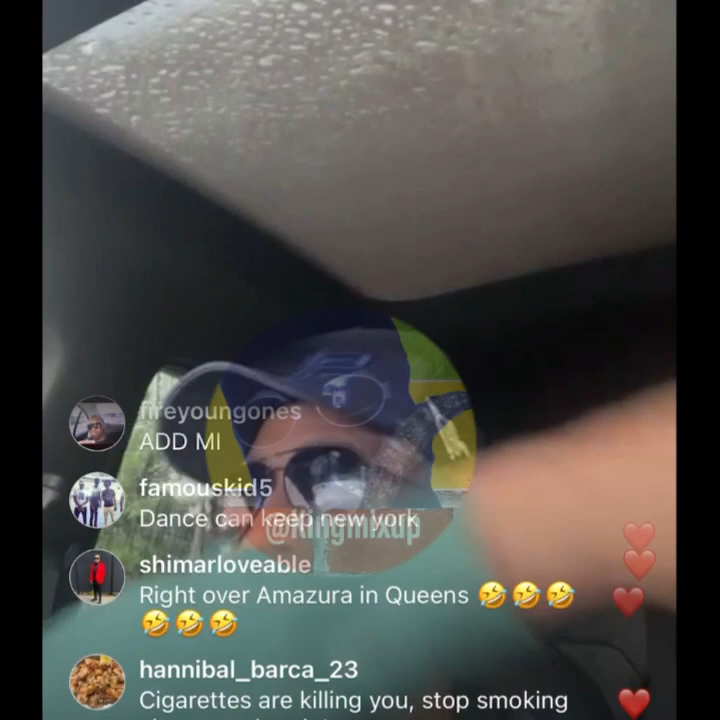 fireyoungones
ADD MI
famouskid5
Dance can keep new york
@kingmixup
shimarloveable
Right over Amazura in Queens 🤣🤣🤣
🤣🤣🤣
hannibal_barca_23
Cigarettes are killing you, stop smoking